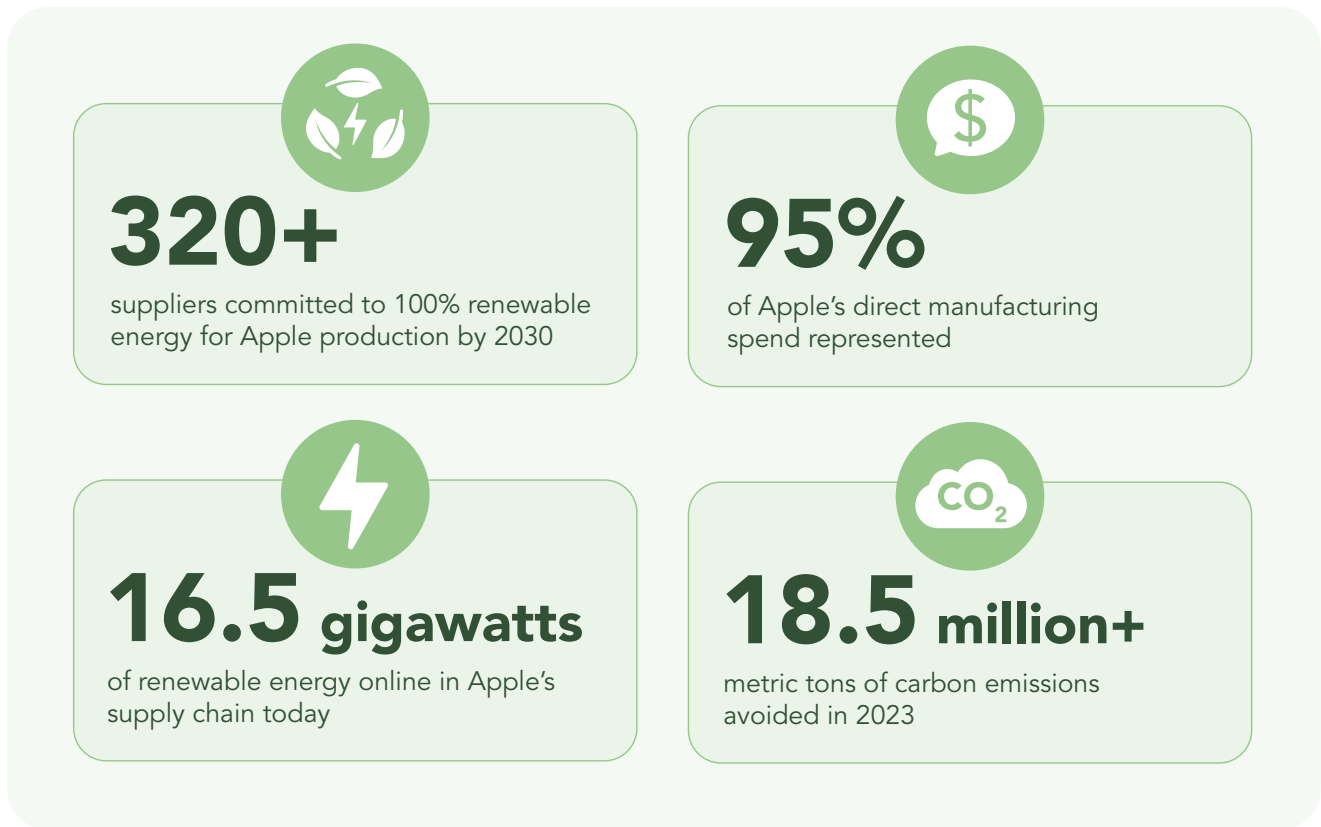 320+
suppliers committed to 100% renewable
energy for Apple production by 2030
$
95%
of Apple’s direct manufacturing
spend represented
16.5 gigawatts
of renewable energy online in Apple’s
supply chain today
CO₂
18.5 million+
metric tons of carbon emissions
avoided in 2023